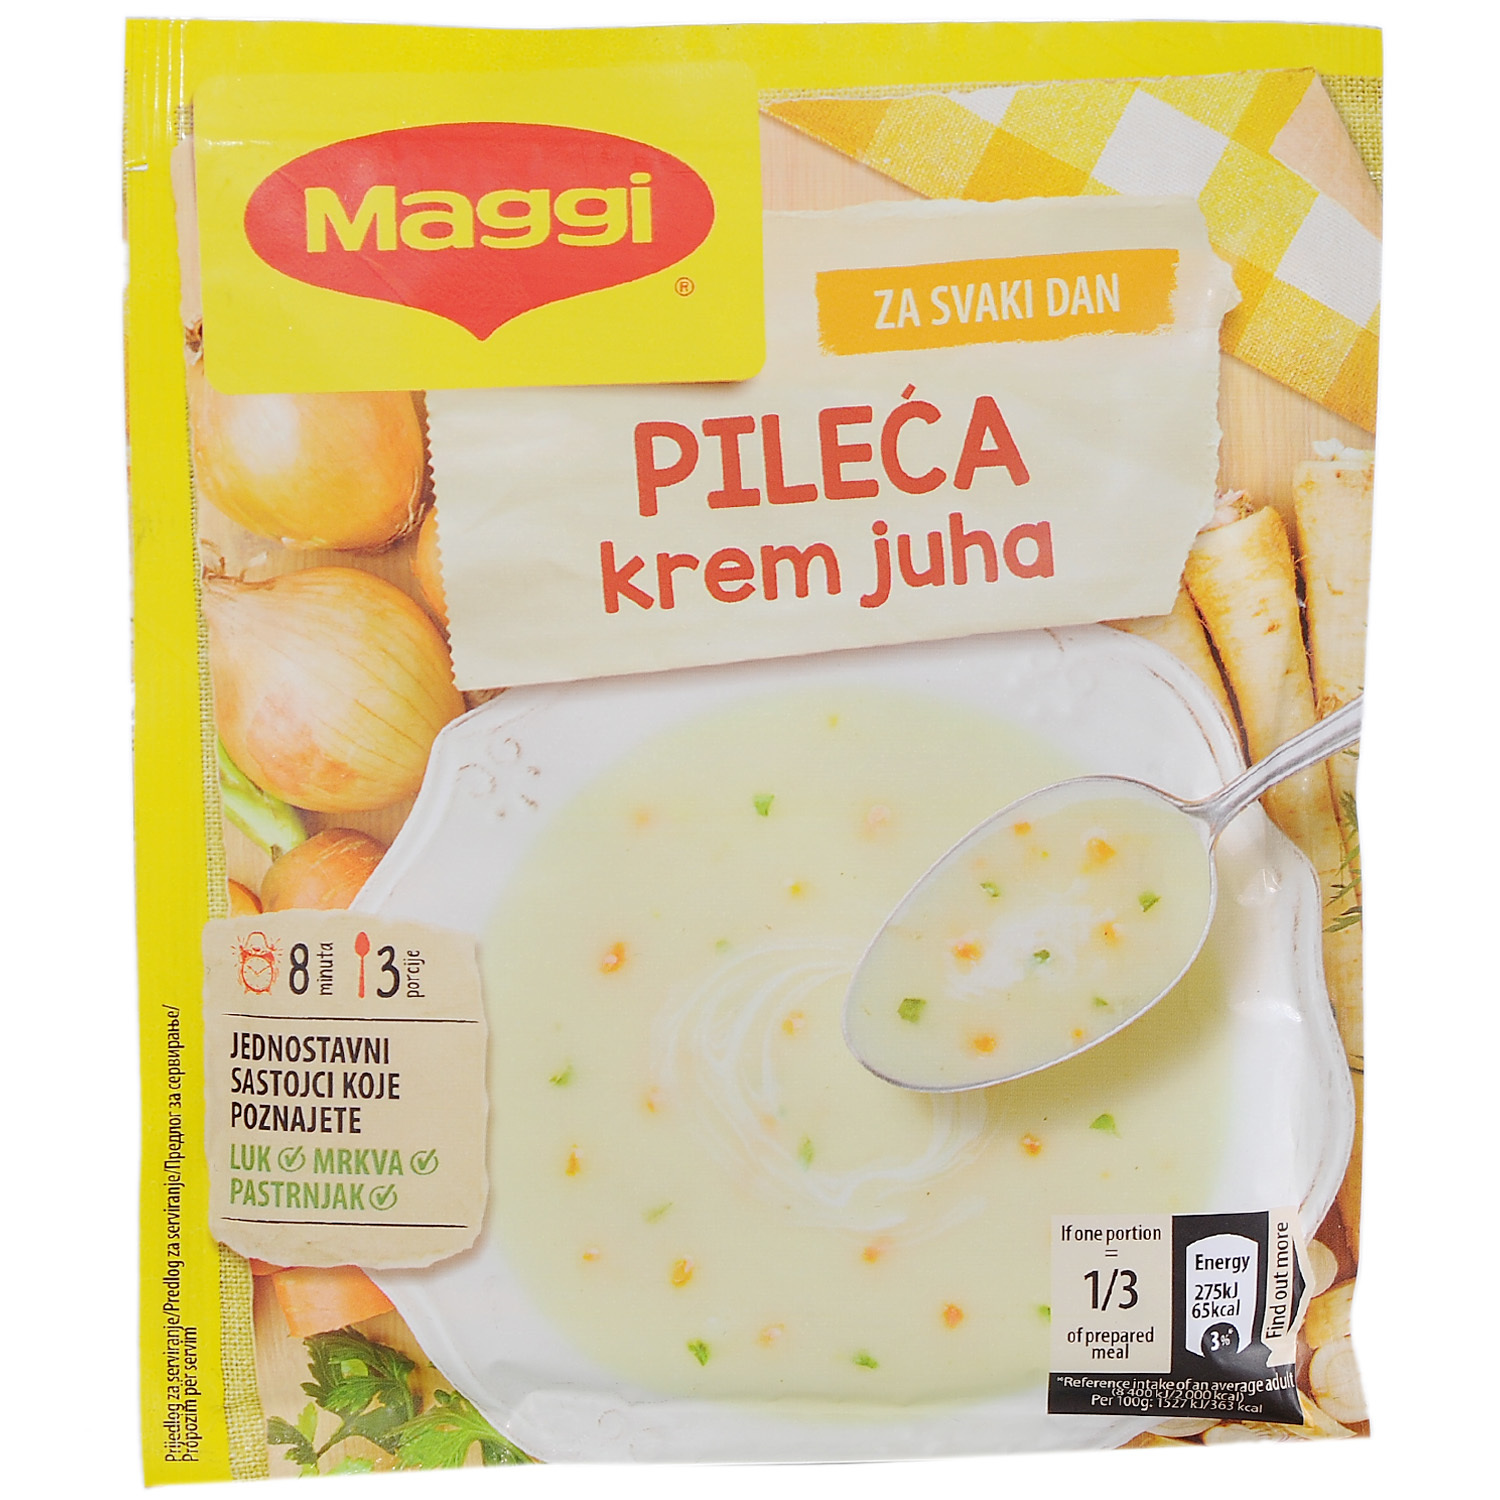 Maggi
®
ZA SVAKI DAN
PILEĆA
krem juha
8 minuta 3 porcije
JEDNOSTAVNI
SASTOJCI KOJE
POZNAJETE
LUK MRKVA
PASTRNJAK
Prijedlog za serviranje/Predlog za serviranje/Предлог за сервирање/
Propozim për servim
If one portion
=
1/3
of prepared
meal
Energy
275kJ
65kcal
3%*
Find out more
*Reference intake of an average adult
(8 400 kJ/2 000 kcal)
Per 100g: 1527 kJ/363 kcal